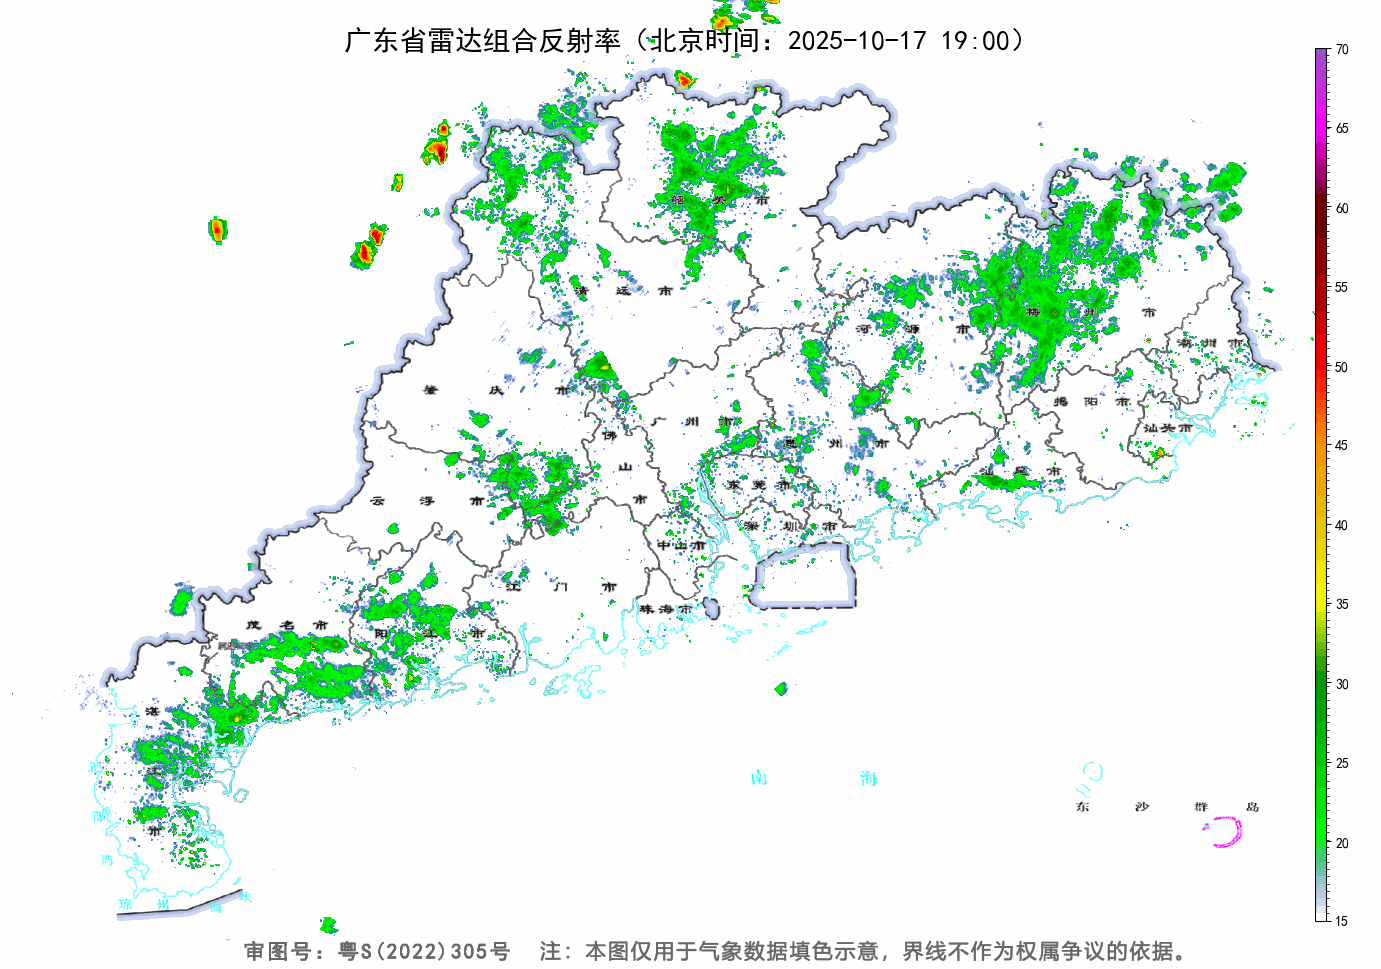 广东省雷达组合反射率（北京时间：2025-10-17 19:00）
70
65
60
55
50
45
40
35
30
25
20
15
韶 关 市
清 远 市
梅 州 市
河 源 市
潮 州 市
肇 庆 市
揭 阳 市
广 州 市
汕头市
佛 山 市
惠 州 市
云 浮 市
东 莞 市
汕 尾 市
深 圳 市
中山市
江 门 市
珠海市
茂 名 市
阳 江 市
湛 江 市
南 海
东 沙 群 岛
湾
琼 州 海 峡
审图号：粤S(2022)305号 注：本图仅用于气象数据填色示意，界线不作为权属争议的依据。